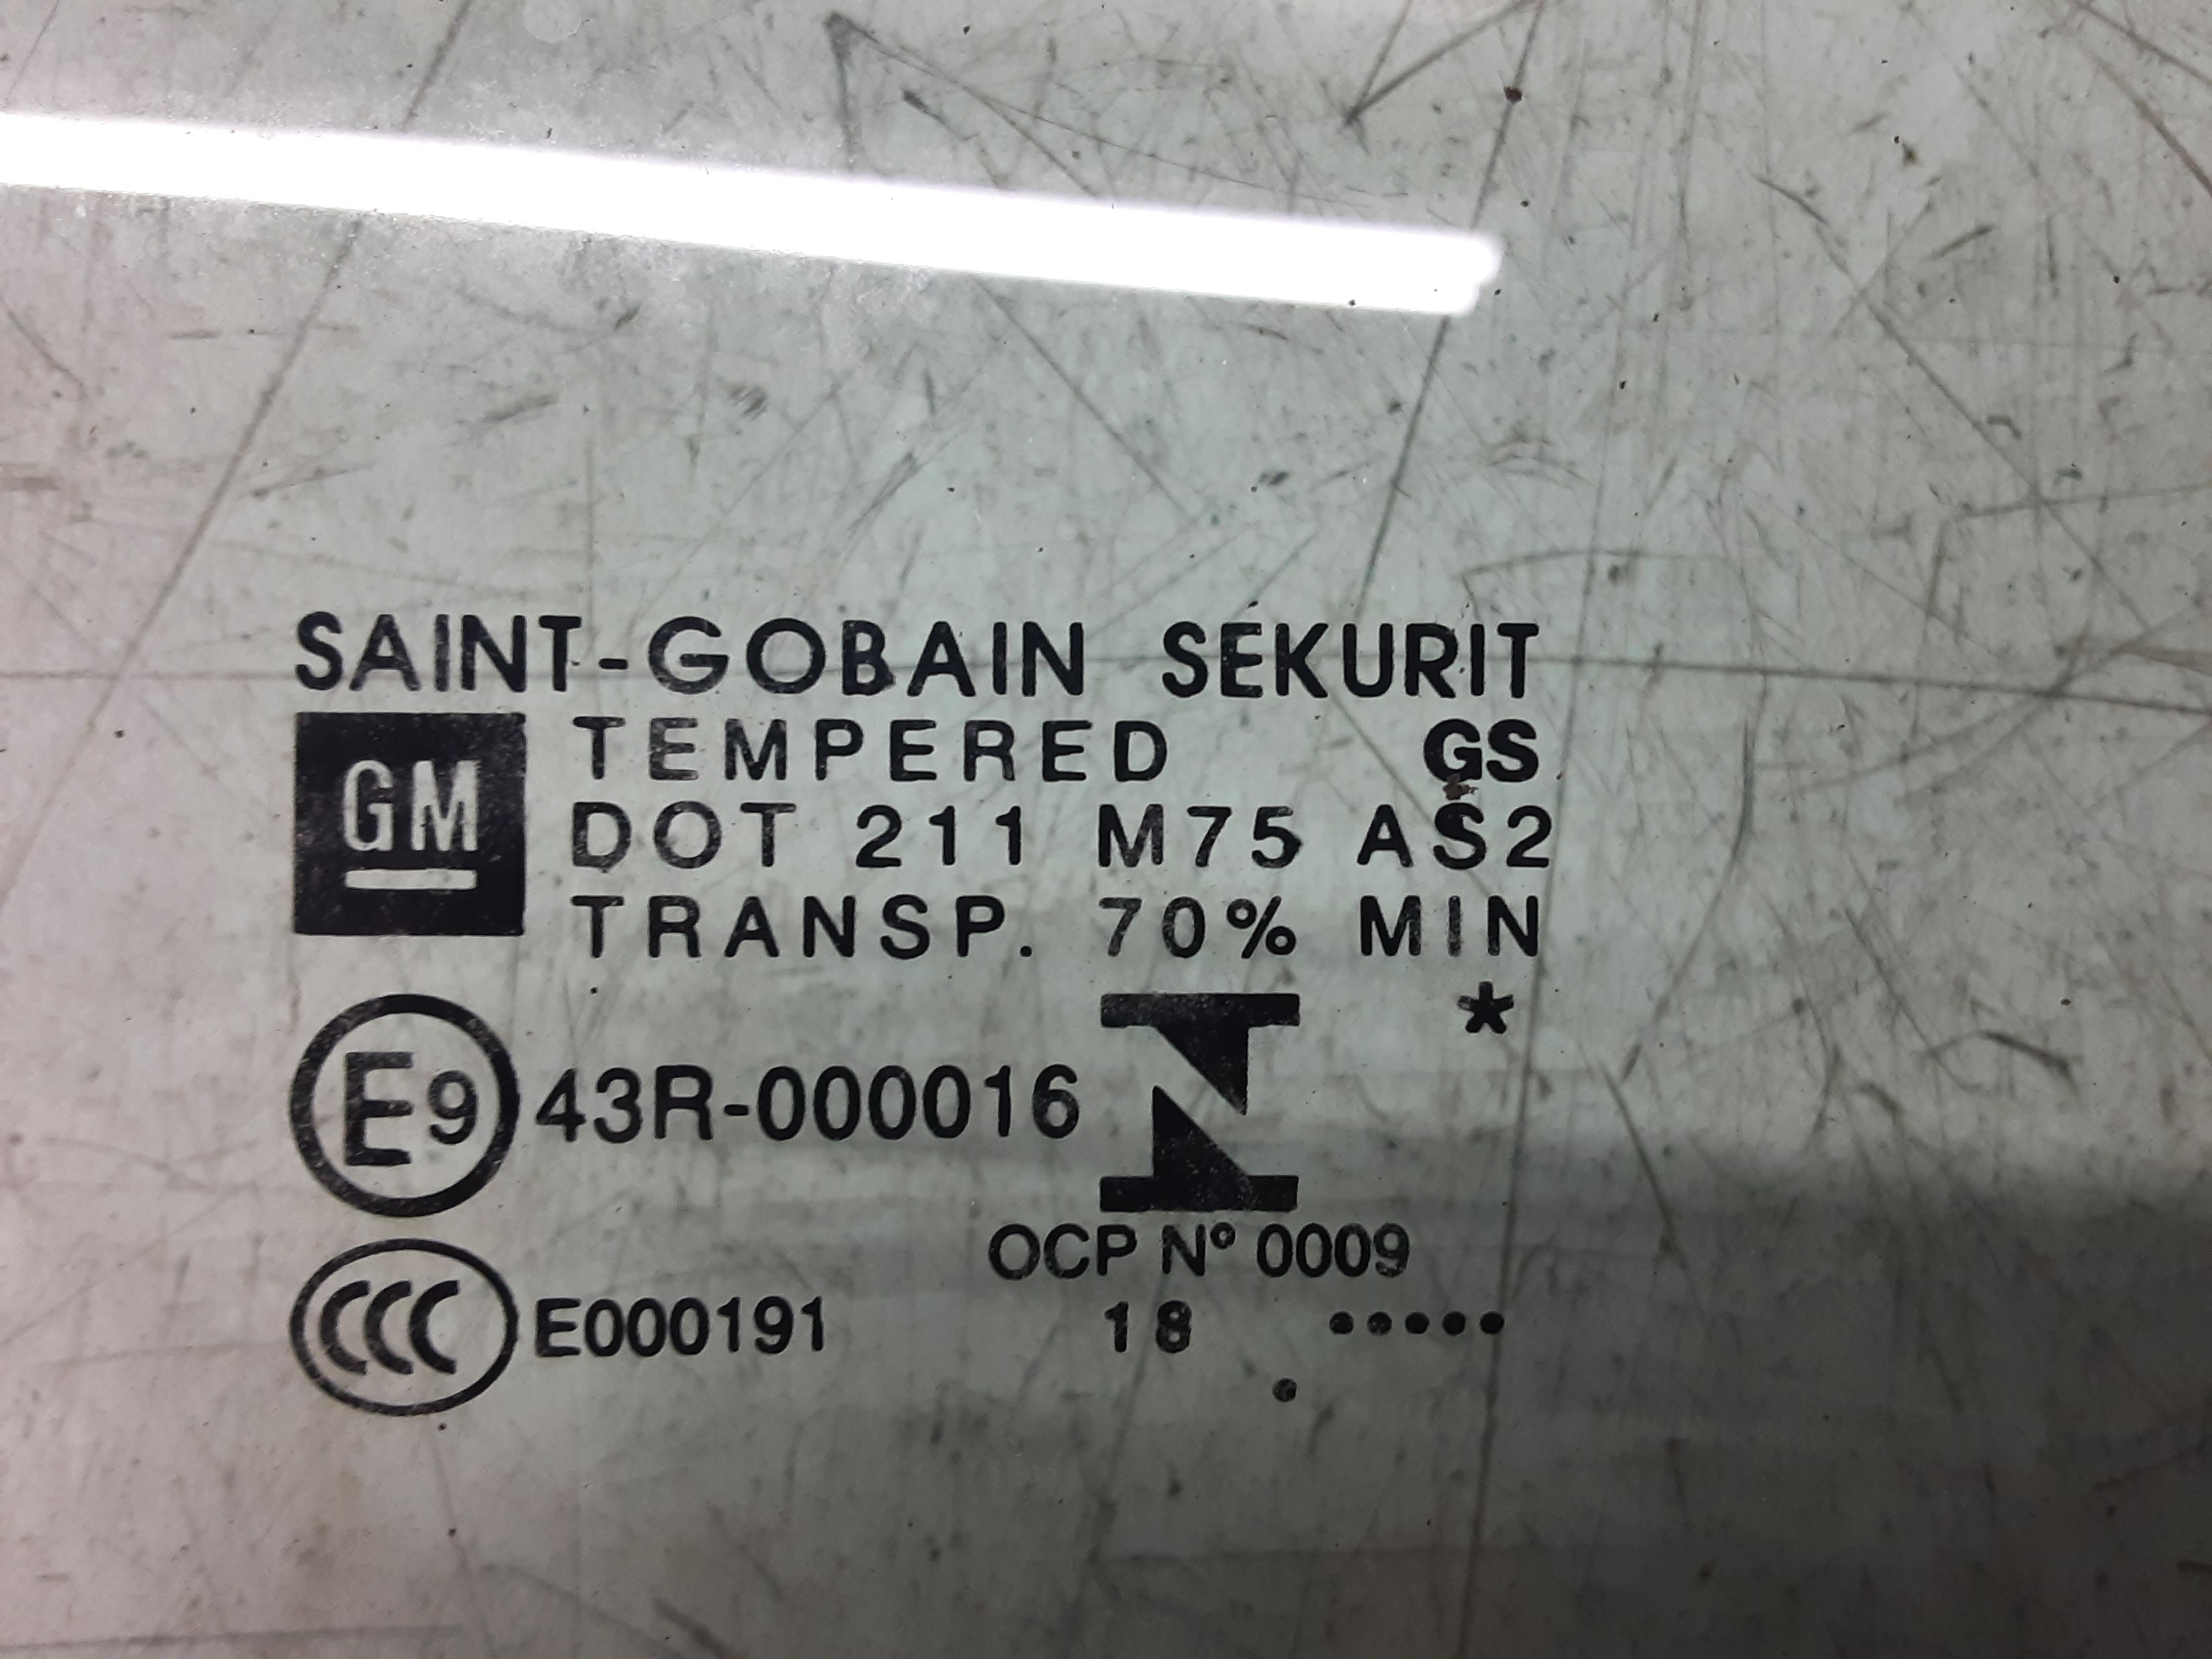 SAINT-GOBAIN SEKURIT
GM
TEMPERED GS
DOT 211 M75 AS2
TRANSP. 70% MIN
*
E9 43R-000016
N
OCP Nº 0009
CCC E000191
18 •••••
•